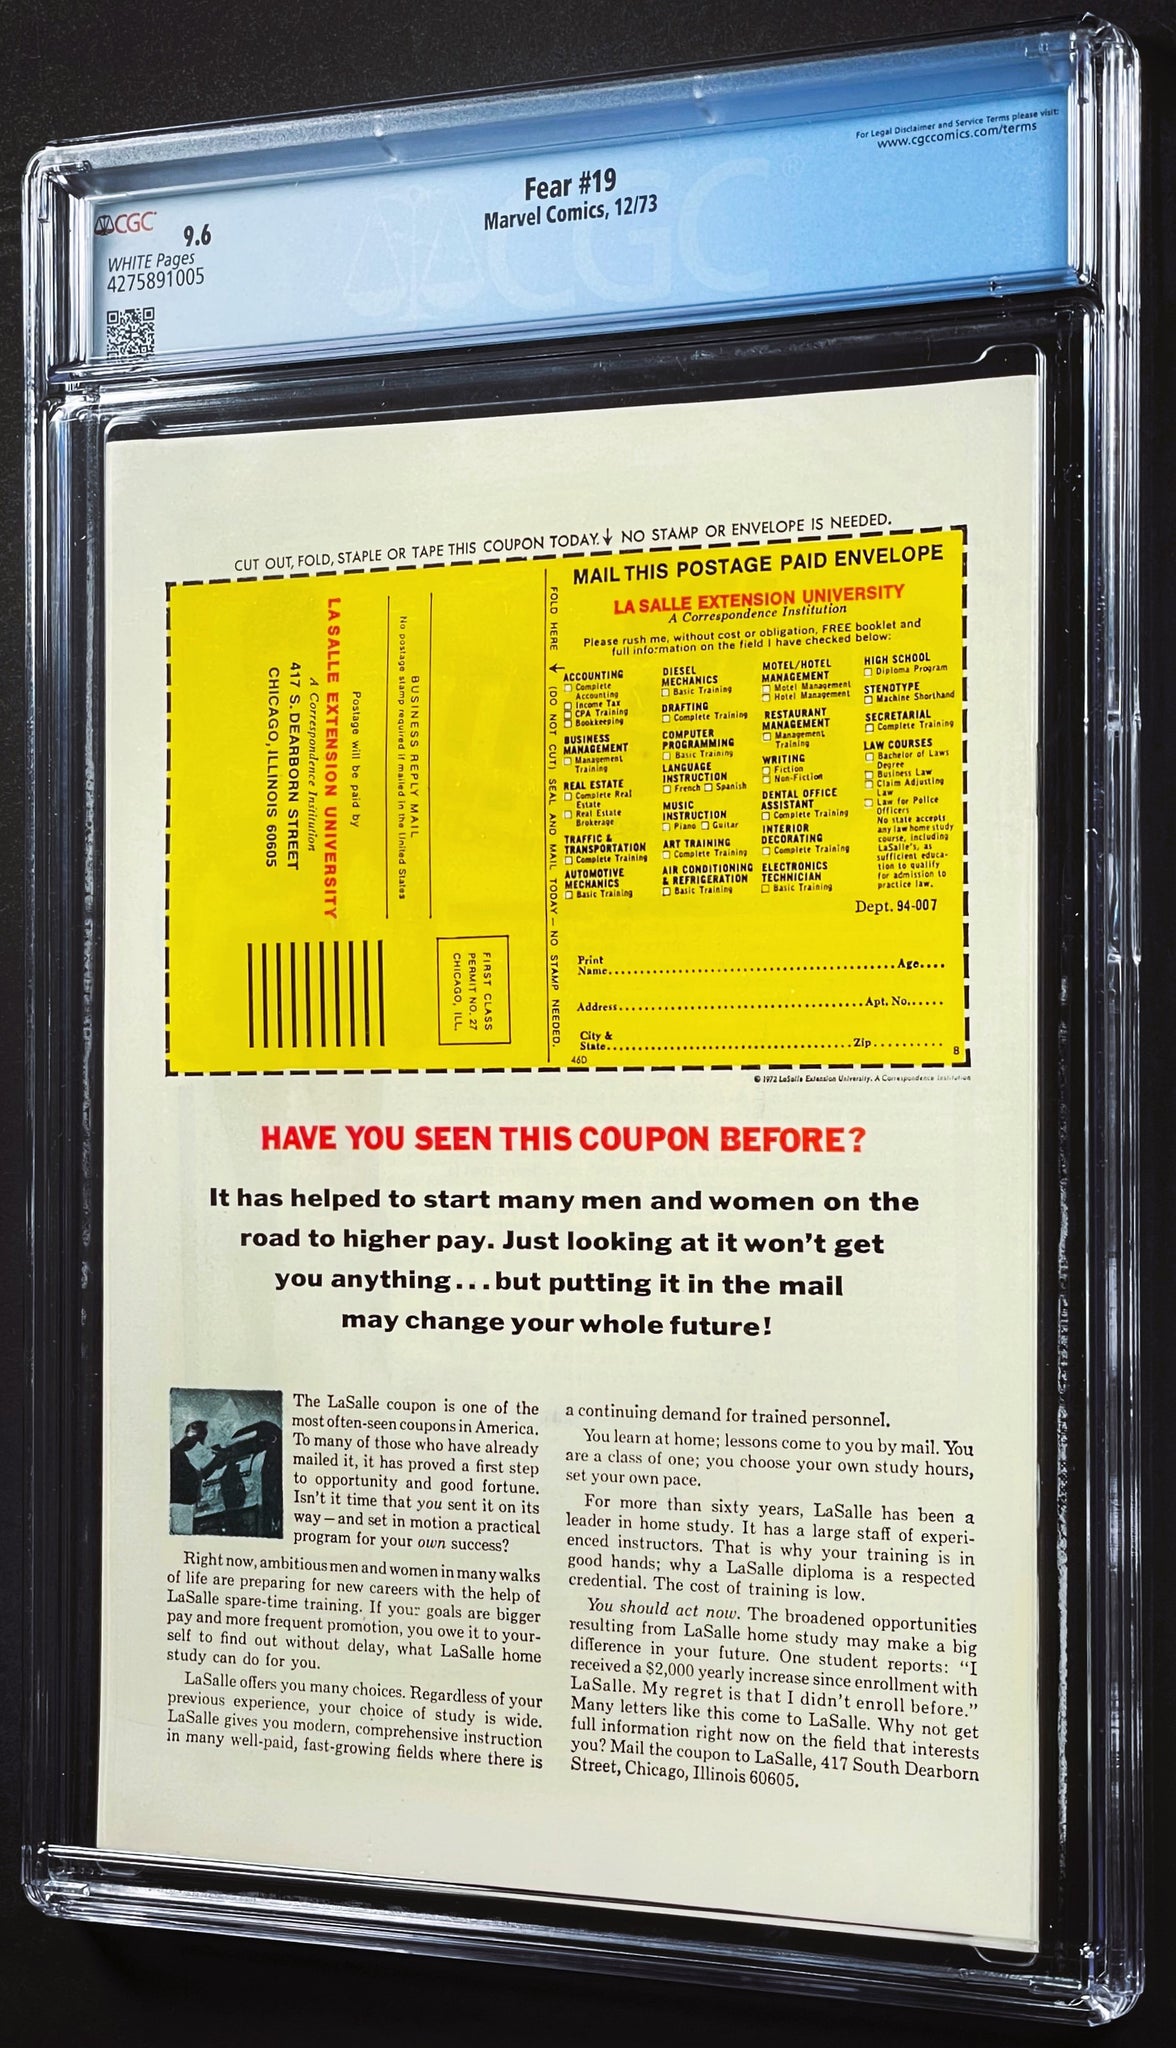 For Legal Disclaimer and Service Terms please visit:
www.cgccomics.com/terms
Fear #19
Marvel Comics, 12/73
CGC
9.6
WHITE Pages
4275891005
CGC
CUT OUT, FOLD, STAPLE OR TAPE THIS COUPON TODAY.↓ NO STAMP OR ENVELOPE IS NEEDED.
BUSINESS REPLY MAIL
No postage stamp required if mailed in the United States
Postage will be paid by
LA SALLE EXTENSION UNIVERSITY
A Correspondence Institution
417 S. DEARBORN STREET
CHICAGO, ILLINOIS 60605
FIRST CLASS
PERMIT NO. 27
CHICAGO, ILL.
FOLD HERE ↓ (DO NOT CUT) SEAL AND MAIL TODAY — NO STAMP NEEDED.
MAIL THIS POSTAGE PAID ENVELOPE
LA SALLE EXTENSION UNIVERSITY
A Correspondence Institution
Please rush me, without cost or obligation, FREE booklet and
full information on the field I have checked below:
ACCOUNTING
Complete
Accounting
Income Tax
CPA Training
Bookkeeping
BUSINESS
MANAGEMENT
Management
Training
REAL ESTATE
Complete Real
Estate
Real Estate
Brokerage
TRAFFIC &
TRANSPORTATION
Complete Training
AUTOMOTIVE
MECHANICS
Basic Training
DIESEL
MECHANICS
Basic Training
DRAFTING
Complete Training
COMPUTER
PROGRAMMING
Basic Training
LANGUAGE
INSTRUCTION
French Spanish
MUSIC
INSTRUCTION
Piano Guitar
ART TRAINING
Complete Training
AIR CONDITIONING
& REFRIGERATION
Basic Training
MOTEL/HOTEL
MANAGEMENT
Motel Management
Hotel Management
RESTAURANT
MANAGEMENT
Management
Training
WRITING
Fiction
Non-Fiction
DENTAL OFFICE
ASSISTANT
Complete Training
INTERIOR
DECORATING
Complete Training
ELECTRONICS
TECHNICIAN
Basic Training
HIGH SCHOOL
Diploma Program
STENOTYPE
Machine Shorthand
SECRETARIAL
Complete Training
LAW COURSES
Bachelor of Laws
Degree
Business Law
Claim Adjusting
Law
Law for Police
Officers
No state accepts
any law home study
course, including
LaSalle's, as
sufficient educa-
tion to qualify
for admission to
practice law.
Dept. 94-007
Print
Name Age
Address Apt. No.
City &
State Zip
46D
8
© 1972 LaSalle Extension University, A Correspondence Institution
HAVE YOU SEEN THIS COUPON BEFORE?
It has helped to start many men and women on the
road to higher pay. Just looking at it won't get
you anything...but putting it in the mail
may change your whole future!
The LaSalle coupon is one of the
most often-seen coupons in America.
To many of those who have already
mailed it, it has proved a first step
to opportunity and good fortune.
Isn't it time that you sent it on its
way—and set in motion a practical
program for your own success?
Right now, ambitious men and women in many walks
of life are preparing for new careers with the help of
LaSalle spare-time training. If your goals are bigger
pay and more frequent promotion, you owe it to your-
self to find out without delay, what LaSalle home
study can do for you.
LaSalle offers you many choices. Regardless of your
previous experience, your choice of study is wide.
LaSalle gives you modern, comprehensive instruction
in many well-paid, fast-growing fields where there is
a continuing demand for trained personnel.
You learn at home; lessons come to you by mail. You
are a class of one; you choose your own study hours,
set your own pace.
For more than sixty years, LaSalle has been a
leader in home study. It has a large staff of experi-
enced instructors. That is why your training is in
good hands; why a LaSalle diploma is a respected
credential. The cost of training is low.
You should act now. The broadened opportunities
resulting from LaSalle home study may make a big
difference in your future. One student reports: "I
received a $2,000 yearly increase since enrollment with
LaSalle. My regret is that I didn't enroll before."
Many letters like this come to LaSalle. Why not get
full information right now on the field that interests
you? Mail the coupon to LaSalle, 417 South Dearborn
Street, Chicago, Illinois 60605.